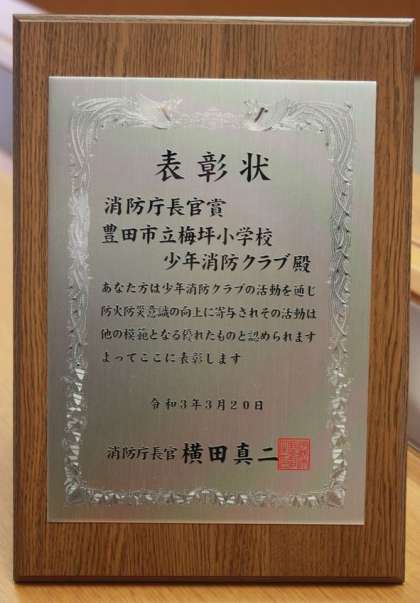 表彰状
消防庁長官賞
豊田市立梅坪小学校
少年消防クラブ殿
あなた方は少年消防クラブの活動を通じ
防火防災意識の向上に寄与されその活動は
他の模範となる優れたものと認められます
よってここに表彰します
令和3年3月20日
消防庁長官 横田真二